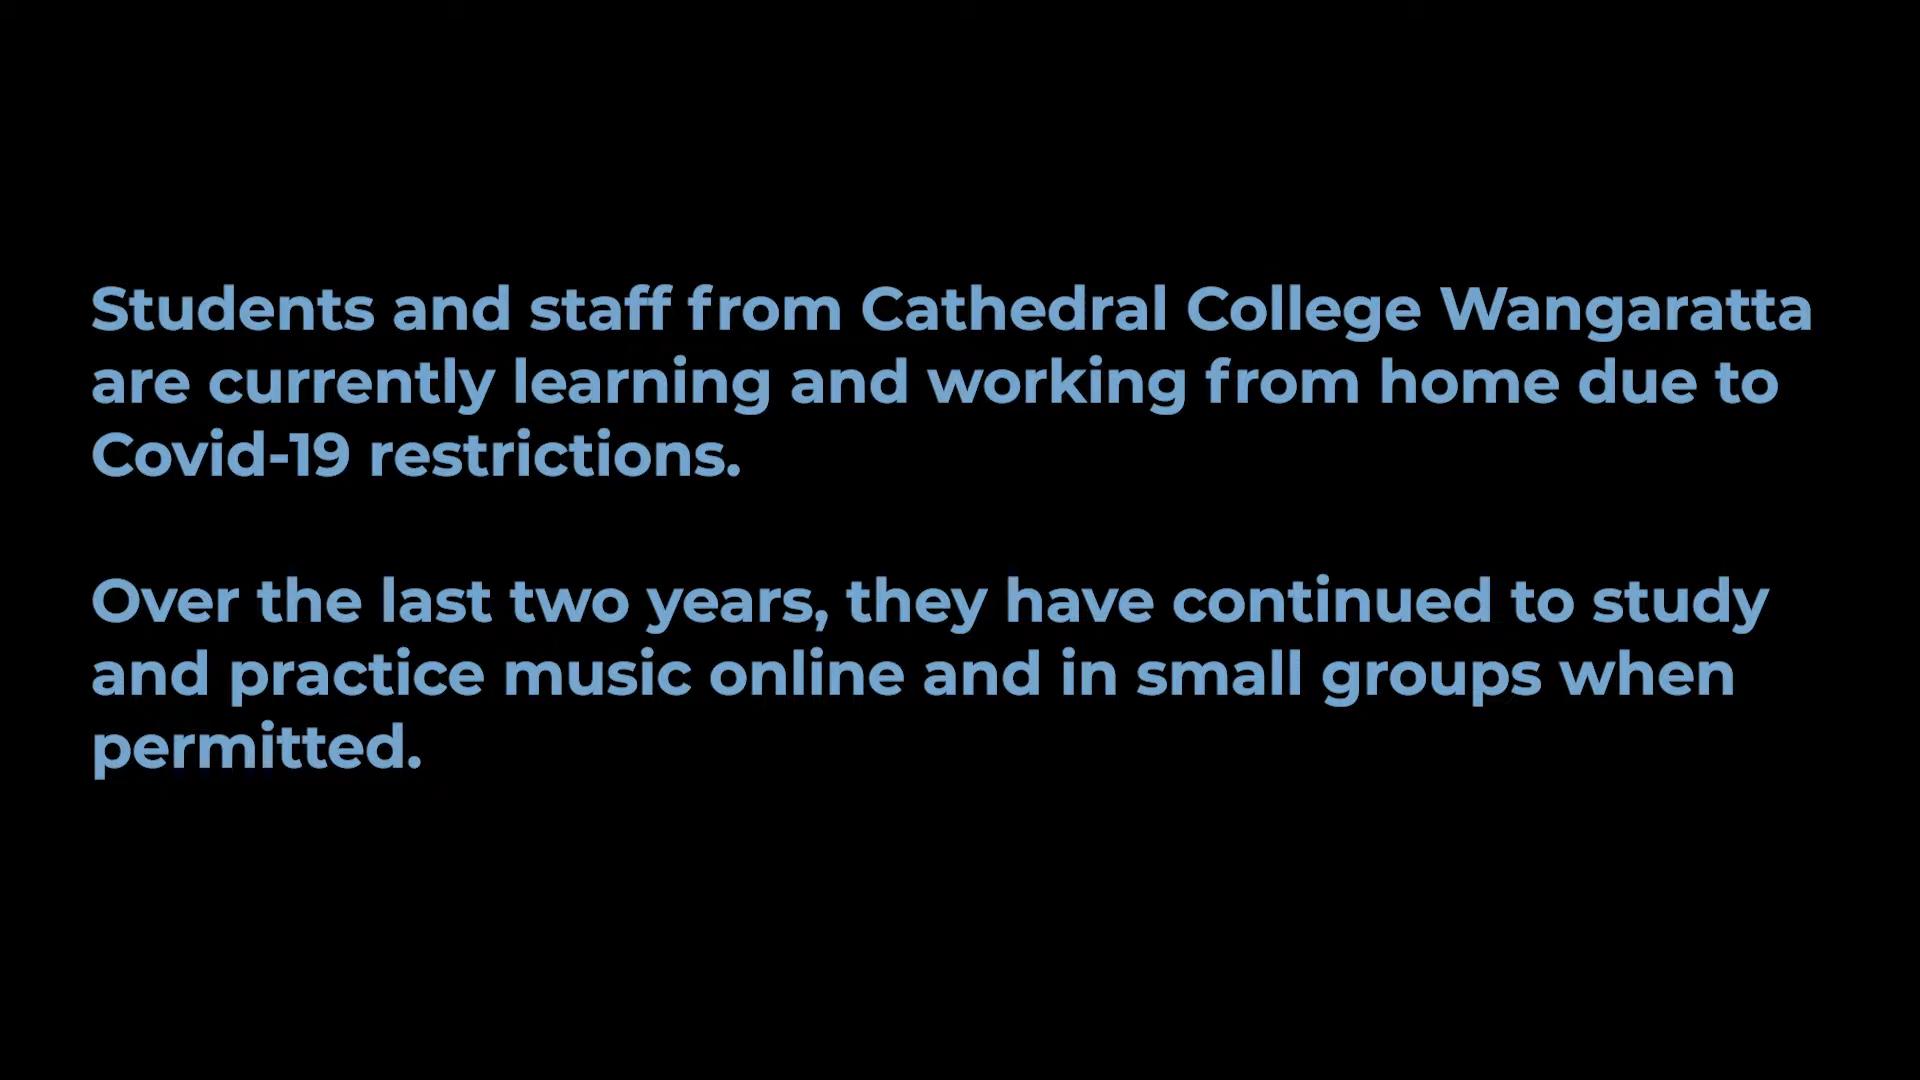 Students and staff from Cathedral College Wangaratta
are currently learning and working from home due to
Covid-19 restrictions.
Over the last two years, they have continued to study
and practice music online and in small groups when
permitted.